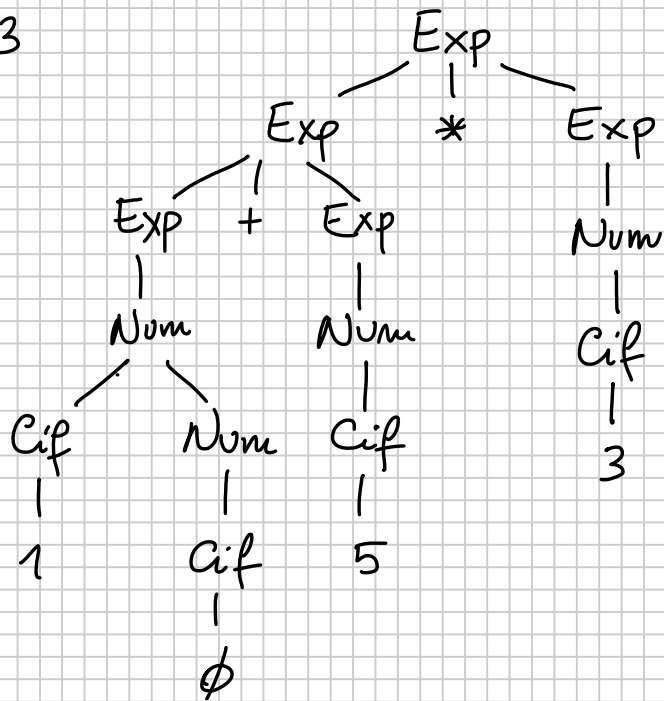 3
Exp
Exp * Exp
Exp + Exp Num
Num Num Cif
Cif Num Cif 3
1 Cif 5
ϕ